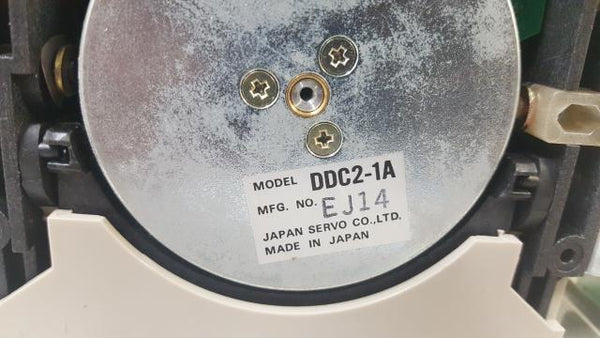 MODEL DDC2-1A
MFG. NO. EJ14
JAPAN SERVO CO.,LTD.
MADE IN JAPAN